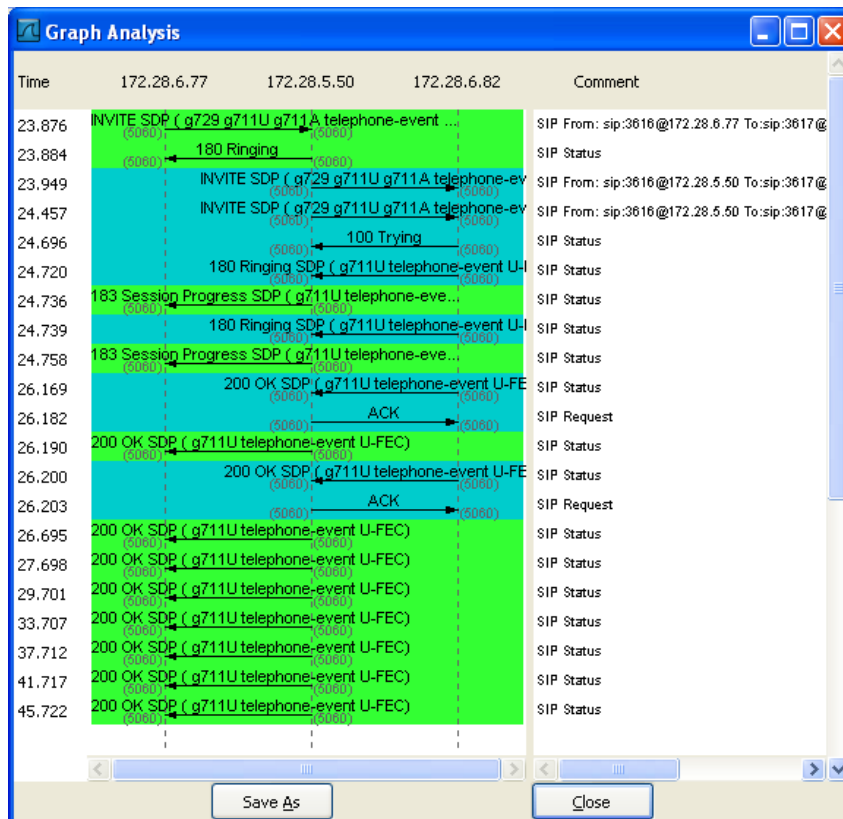 Graph Analysis
Time 172.28.6.77 172.28.5.50 172.28.6.82 Comment
23.876 INVITE SDP ( g729 g711U g711A telephone-event ... (5060) (5060) SIP From: sip:3616@172.28.6.77 To:sip:3617@
23.884 180 Ringing (5060) (5060) SIP Status
23.949 INVITE SDP ( g729 g711U g711A telephone-ev (5060) (5060) SIP From: sip:3616@172.28.5.50 To:sip:3617@
24.457 INVITE SDP ( g729 g711U g711A telephone-ev (5060) (5060) SIP From: sip:3616@172.28.5.50 To:sip:3617@
24.696 100 Trying (5060) (5060) SIP Status
24.720 180 Ringing SDP ( g711U telephone-event U-F (5060) (5060) SIP Status
24.736 183 Session Progress SDP ( g711U telephone-eve... (5060) (5060) SIP Status
24.739 180 Ringing SDP ( g711U telephone-event U-F (5060) (5060) SIP Status
24.758 183 Session Progress SDP ( g711U telephone-eve... (5060) (5060) SIP Status
26.169 200 OK SDP ( g711U telephone-event U-FE (5060) (5060) SIP Status
26.182 ACK (5060) (5060) SIP Request
26.190 200 OK SDP ( g711U telephone-event U-FEC) (5060) (5060) SIP Status
26.200 200 OK SDP ( g711U telephone-event U-FE (5060) (5060) SIP Status
26.203 ACK (5060) (5060) SIP Request
26.695 200 OK SDP ( g711U telephone-event U-FEC) (5060) (5060) SIP Status
27.698 200 OK SDP ( g711U telephone-event U-FEC) (5060) (5060) SIP Status
29.701 200 OK SDP ( g711U telephone-event U-FEC) (5060) (5060) SIP Status
33.707 200 OK SDP ( g711U telephone-event U-FEC) (5060) (5060) SIP Status
37.712 200 OK SDP ( g711U telephone-event U-FEC) (5060) (5060) SIP Status
41.717 200 OK SDP ( g711U telephone-event U-FEC) (5060) (5060) SIP Status
45.722 200 OK SDP ( g711U telephone-event U-FEC) (5060) (5060) SIP Status
Save As Close